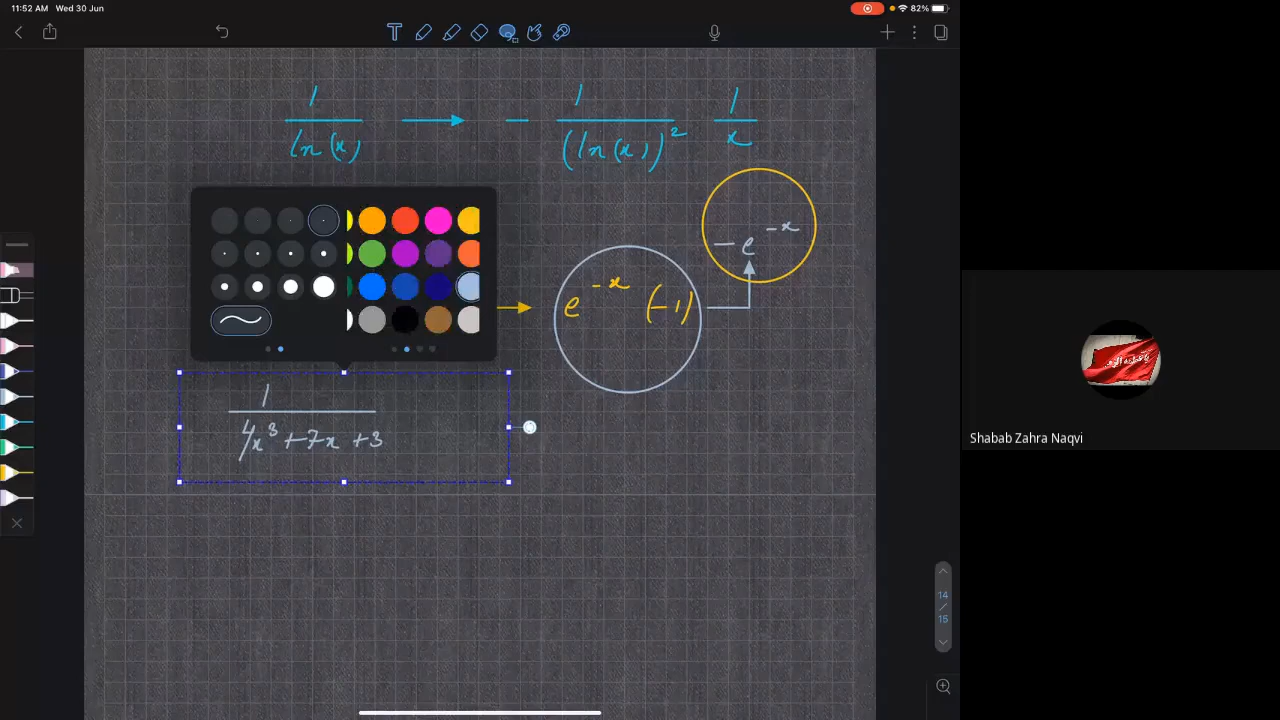 11:52 AM Wed 30 Jun
82%
T
1
ln(x) → - 1/(ln(x))² 1/x
-e^-x
e^-x (-1)
1
4x³ + 7x + 3
Shabab Zahra Naqvi
14
/
15